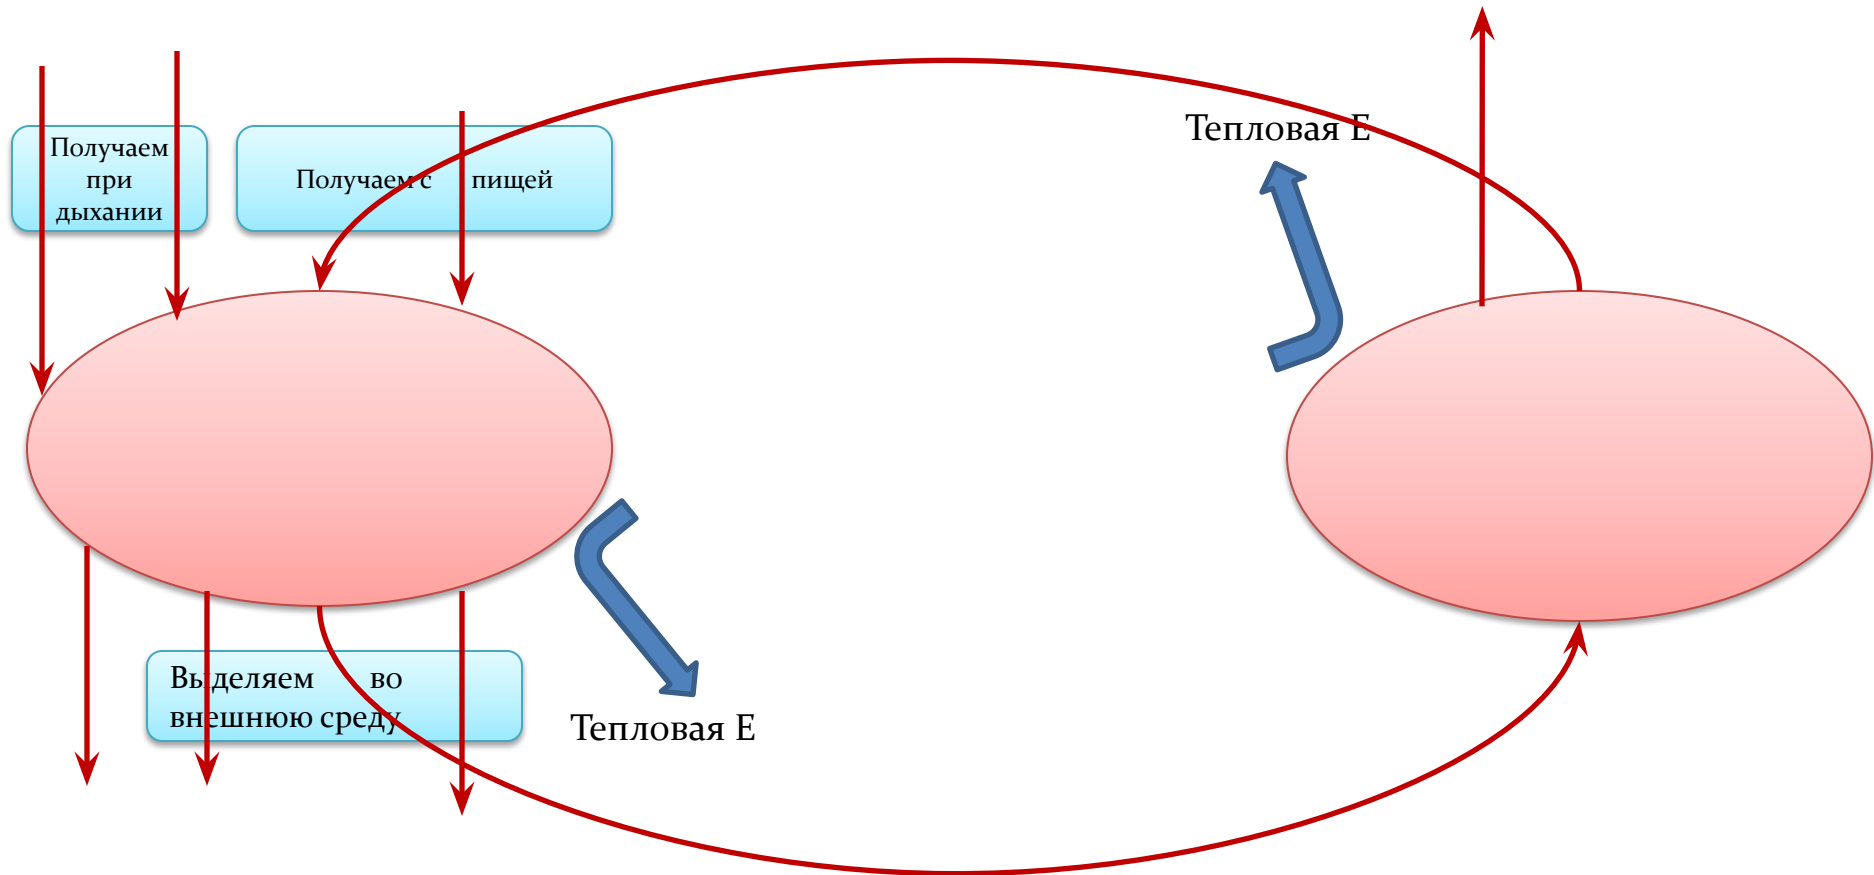 Тепловая Е
Получаем
при
дыхании
Получаем с пищей
Выделяем во
внешнюю среду
Тепловая Е